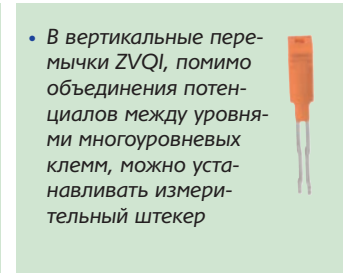 • В вертикальные пере-
мычки ZVQI, помимо
объединения потен-
циалов между уровня-
ми многоуровневых
клемм, можно уста-
навливать измери-
тельный штекер